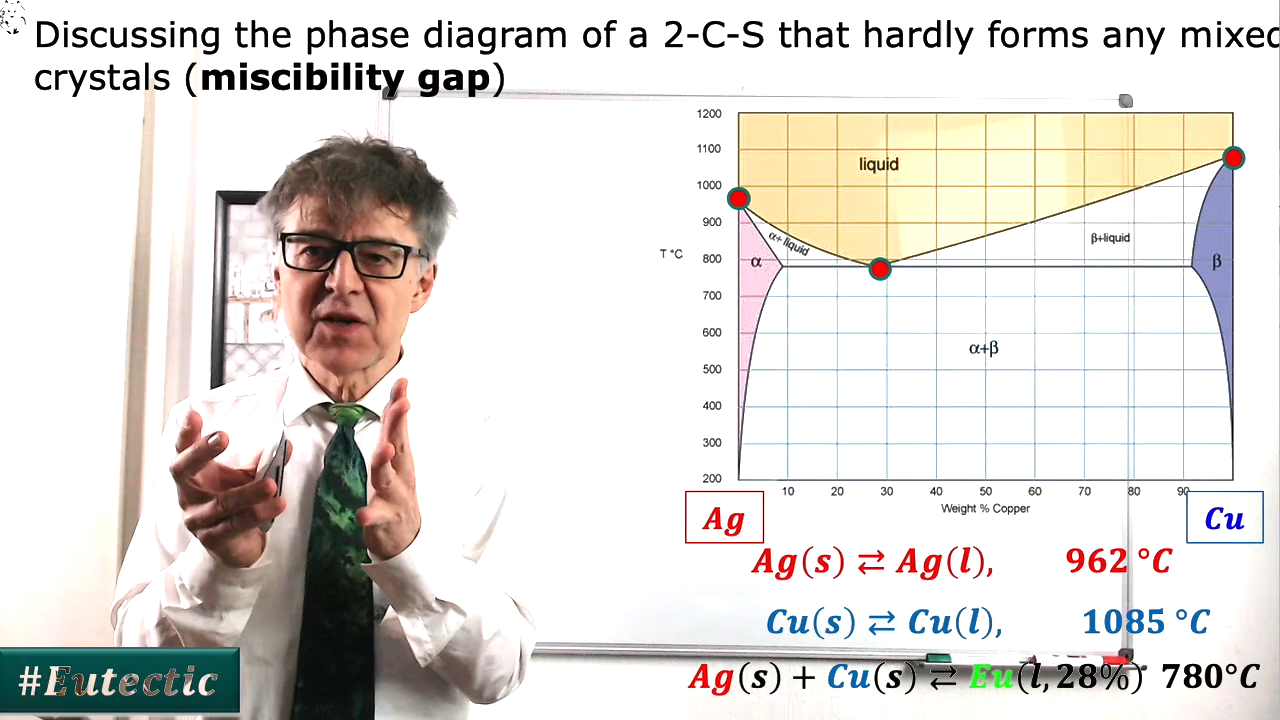 Discussing the phase diagram of a 2-C-S that hardly forms any mixed
crystals (miscibility gap)
1200
1100
1000
900
800
700
600
500
400
300
200
T °C
liquid
α+ liquid
β+liquid
α
β
α+β
10 20 30 40 50 60 70 80 90
Weight % Copper
Ag
Cu
Ag(s) ⇄ Ag(l), 962 °C
Cu(s) ⇄ Cu(l), 1085 °C
Ag(s) + Cu(s) ⇄ Eu(l, 28%) 780°C
#Eutectic